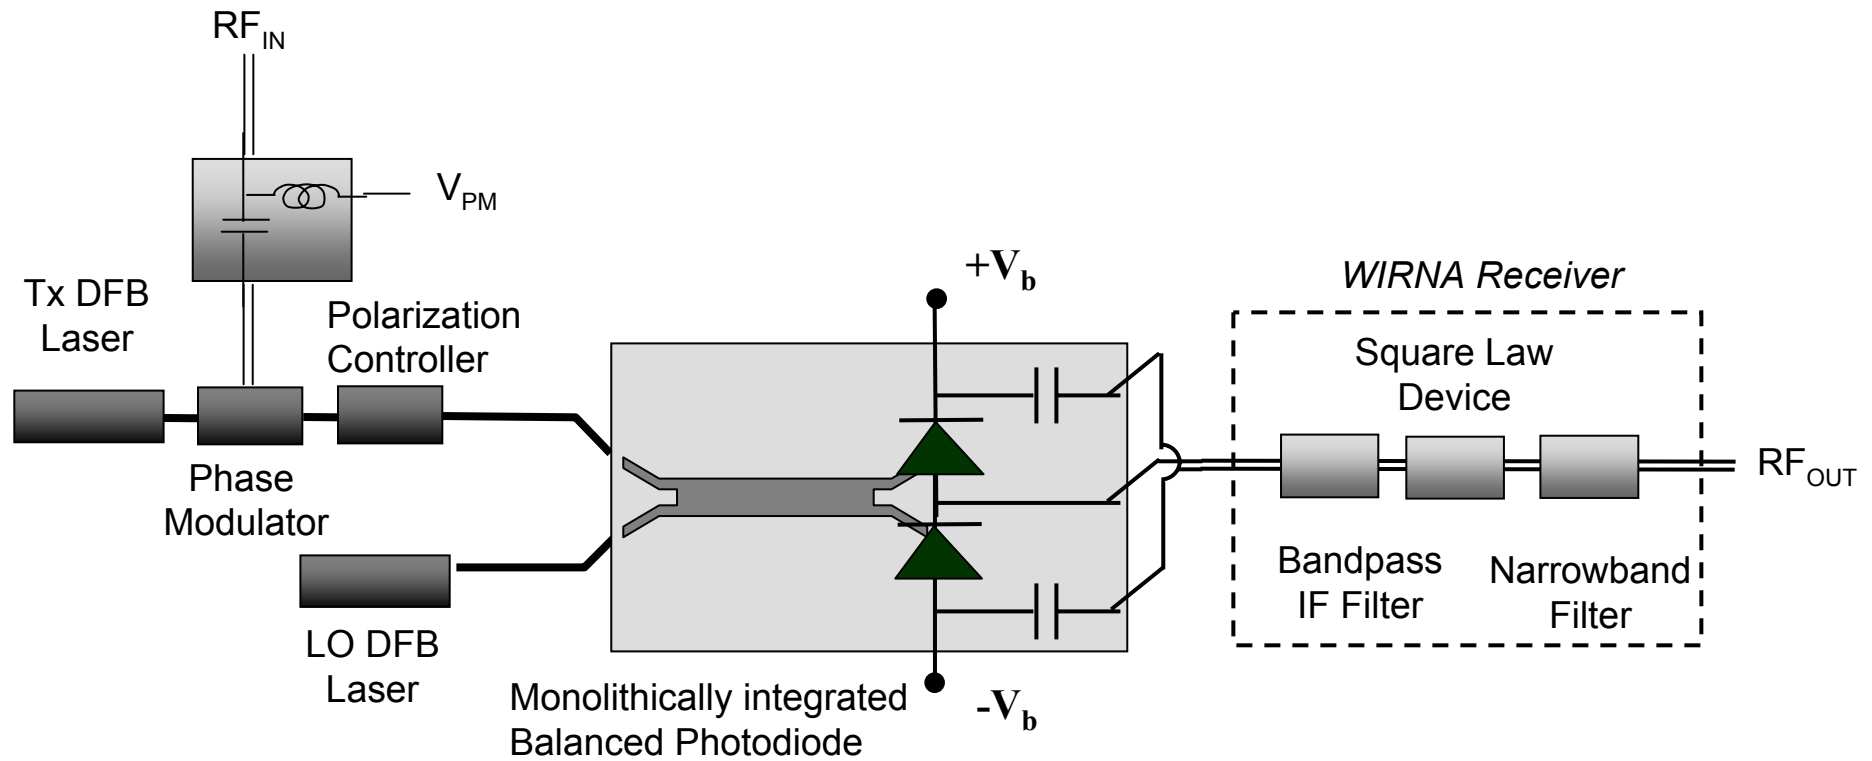 RF_IN
V_PM
Tx DFB
Laser
Polarization
Controller
Phase
Modulator
LO DFB
Laser
Monolithically integrated
Balanced Photodiode
+V_b
-V_b
WIRNA Receiver
Square Law
Device
Bandpass
IF Filter
Narrowband
Filter
RF_OUT